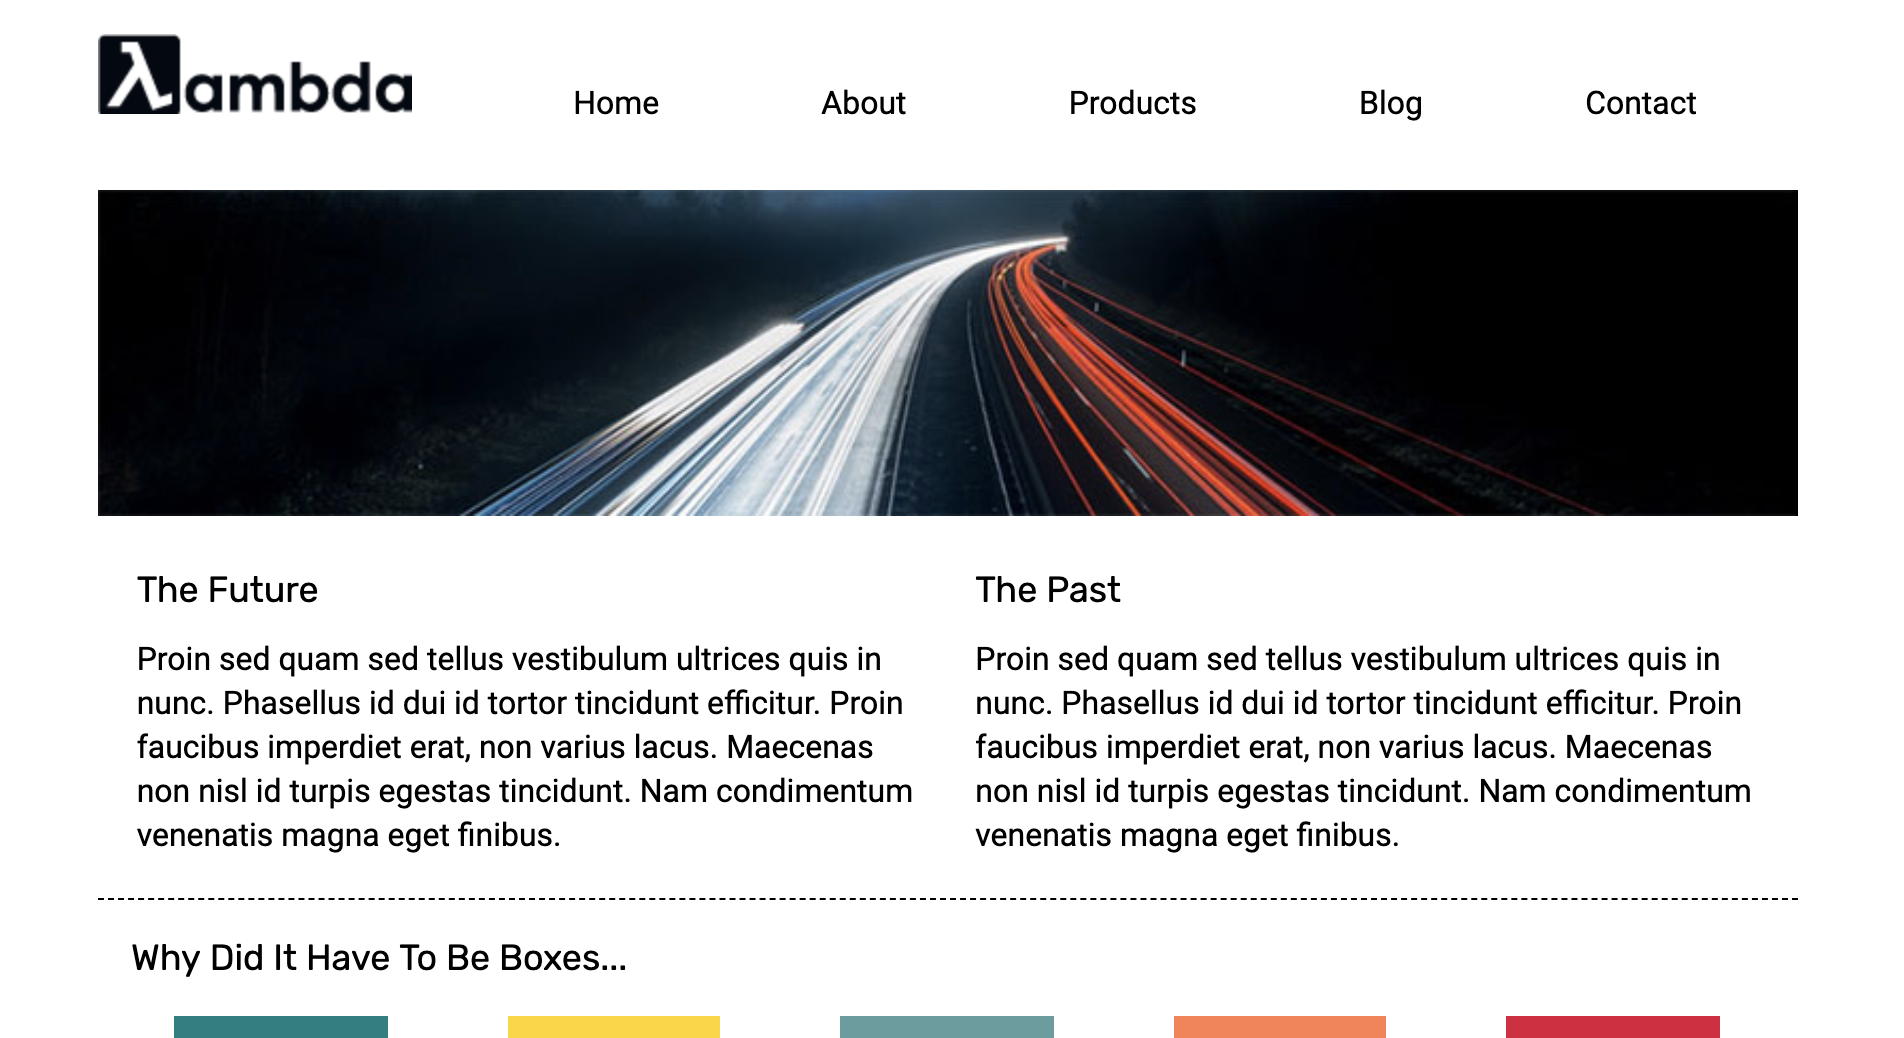 λambda
Home About Products Blog Contact
The Future
Proin sed quam sed tellus vestibulum ultrices quis in
nunc. Phasellus id dui id tortor tincidunt efficitur. Proin
faucibus imperdiet erat, non varius lacus. Maecenas
non nisl id turpis egestas tincidunt. Nam condimentum
venenatis magna eget finibus.
The Past
Proin sed quam sed tellus vestibulum ultrices quis in
nunc. Phasellus id dui id tortor tincidunt efficitur. Proin
faucibus imperdiet erat, non varius lacus. Maecenas
non nisl id turpis egestas tincidunt. Nam condimentum
venenatis magna eget finibus.
Why Did It Have To Be Boxes...